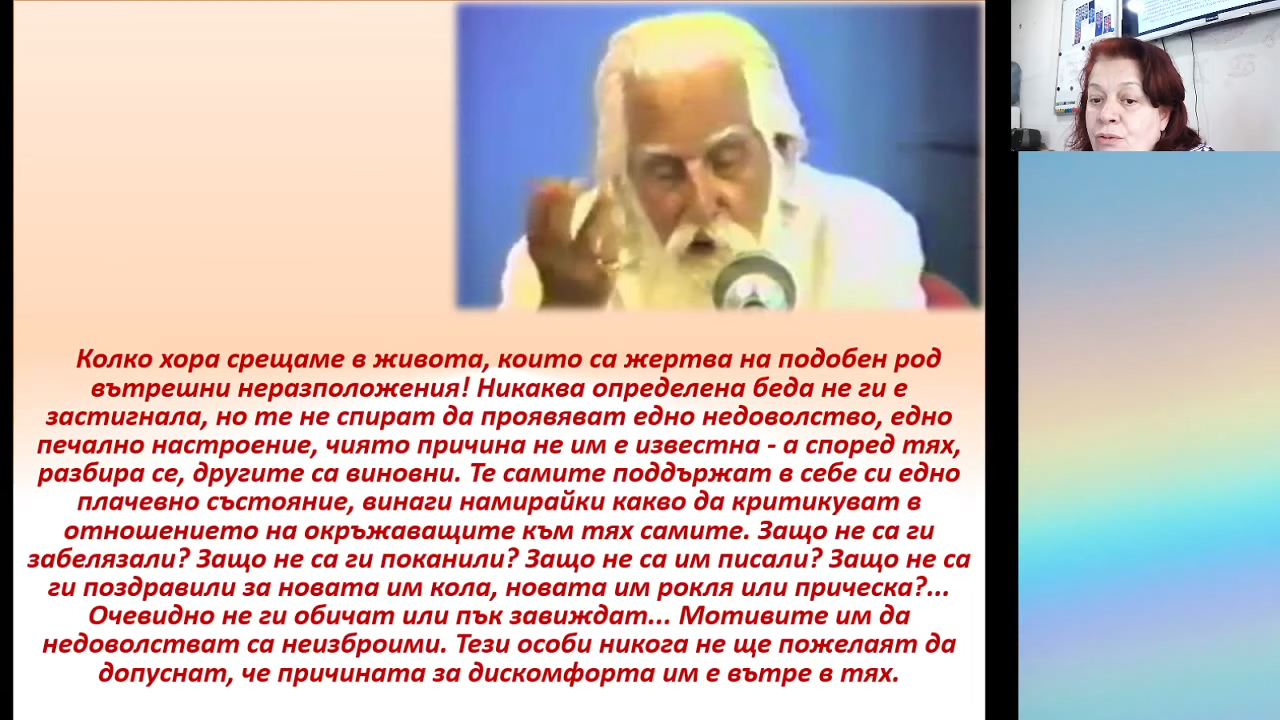 Колко хора срещаме в живота, които са жертва на подобен род
вътрешни неразположения! Никаква определена беда не ги е
застигнала, но те не спират да проявяват едно недоволство, едно
печално настроение, чиято причина не им е известна - а според тях,
разбира се, другите са виновни. Те самите поддържат в себе си едно
плачевно състояние, винаги намирайки какво да критикуват в
отношението на окръжаващите към тях самите. Защо не са ги
забелязали? Защо не са ги поканили? Защо не са им писали? Защо не са
ги поздравили за новата им кола, новата им рокля или прическа?...
Очевидно не ги обичат или пък завиждат... Мотивите им да
недоволстват са неизброими. Тези особи никога не ще пожелаят да
допуснат, че причината за дискомфорта им е вътре в тях.